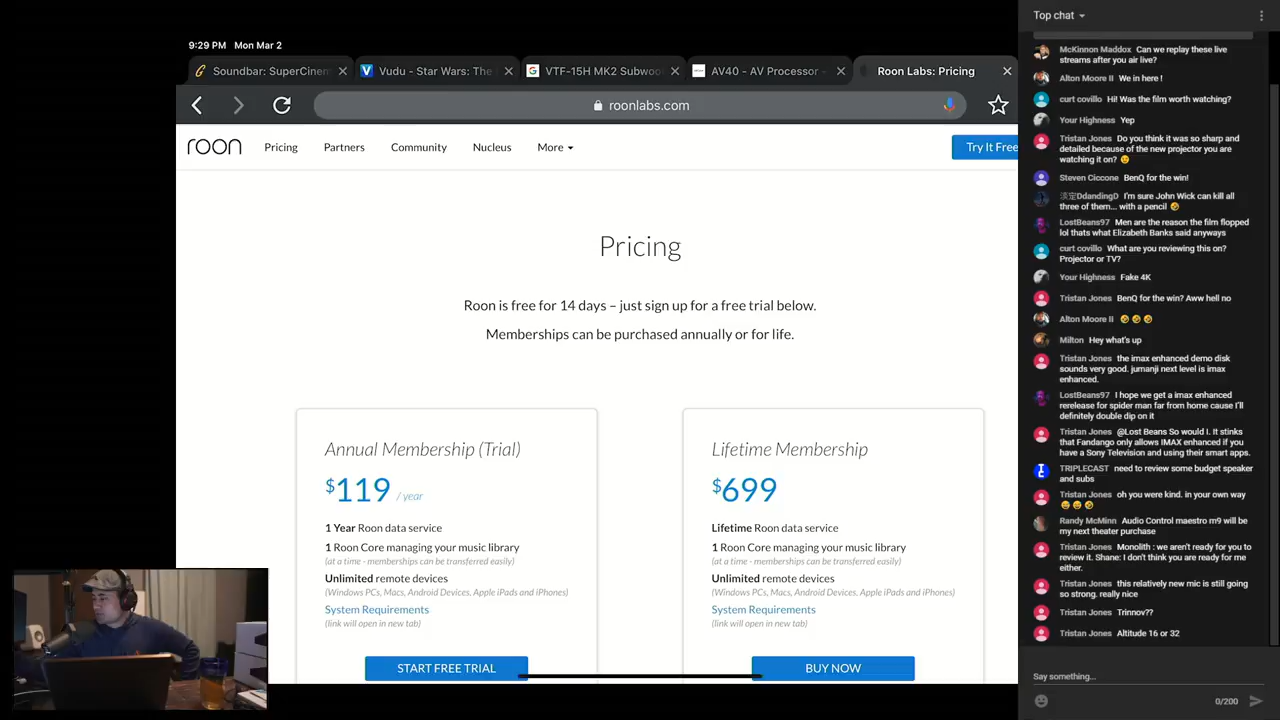 9:29 PM Mon Mar 2
Soundbar: SuperCinem
Vudu - Star Wars: The
VTF-15H MK2 Subwoo
AV40 - AV Processor -
Roon Labs: Pricing
roonlabs.com
roon
Pricing
Partners
Community
Nucleus
More
Try It Free
Pricing
Roon is free for 14 days – just sign up for a free trial below.
Memberships can be purchased annually or for life.
Annual Membership (Trial)
$119 / year
1 Year Roon data service
1 Roon Core managing your music library
(at a time - memberships can be transferred easily)
Unlimited remote devices
(Windows PCs, Macs, Android Devices, Apple iPads and iPhones)
System Requirements
(link will open in new tab)
START FREE TRIAL
Lifetime Membership
$699
Lifetime Roon data service
1 Roon Core managing your music library
(at a time - memberships can be transferred easily)
Unlimited remote devices
(Windows PCs, Macs, Android Devices, Apple iPads and iPhones)
System Requirements
(link will open in new tab)
BUY NOW
Top chat
McKinnon Maddox Can we replay these live
streams after you air live?
Alton Moore II We in here !
curt covillo Hi! Was the film worth watching?
Your Highness Yep
Tristan Jones Do you think it was so sharp and
detailed because of the new projector you are
watching it on? 😉
Steven Ciccone BenQ for the win!
淡定DdandingD I'm sure John Wick can kill all
three of them... with a pencil 🤣
LostBeans97 Men are the reason the film flopped
lol thats what Elizabeth Banks said anyways
curt covillo What are you reviewing this on?
Projector or TV?
Your Highness Fake 4K
Tristan Jones BenQ for the win? Aww hell no
Alton Moore II 🤣 🤣 🤣
Milton Hey what's up
Tristan Jones the imax enhanced demo disk
sounds very good. jumanji next level is imax
enhanced.
LostBeans97 I hope we get a imax enhanced
rerelease for spider man far from home cause I'll
definitely double dip on it
Tristan Jones @Lost Beans So would I. It stinks
that Fandango only allows IMAX enhanced if you
have a Sony Television and using their smart apps.
TRIPLECAST need to review some budget speaker
and subs
Tristan Jones oh you were kind. in your own way
😅 😅 🤣
Randy McMinn Audio Control maestro m9 will be
my next theater purchase
Tristan Jones Monolith : we aren't ready for you to
review it. Shane: I don't think you are ready for me
either.
Tristan Jones this relatively new mic is still going
so strong. really nice
Tristan Jones Trinnov??
Tristan Jones Altitude 16 or 32
Say something...
0/200